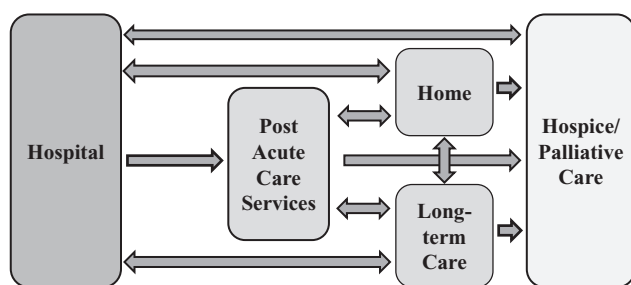 Hospital
Post
Acute
Care
Services
Home
Long-
term
Care
Hospice/
Palliative
Care